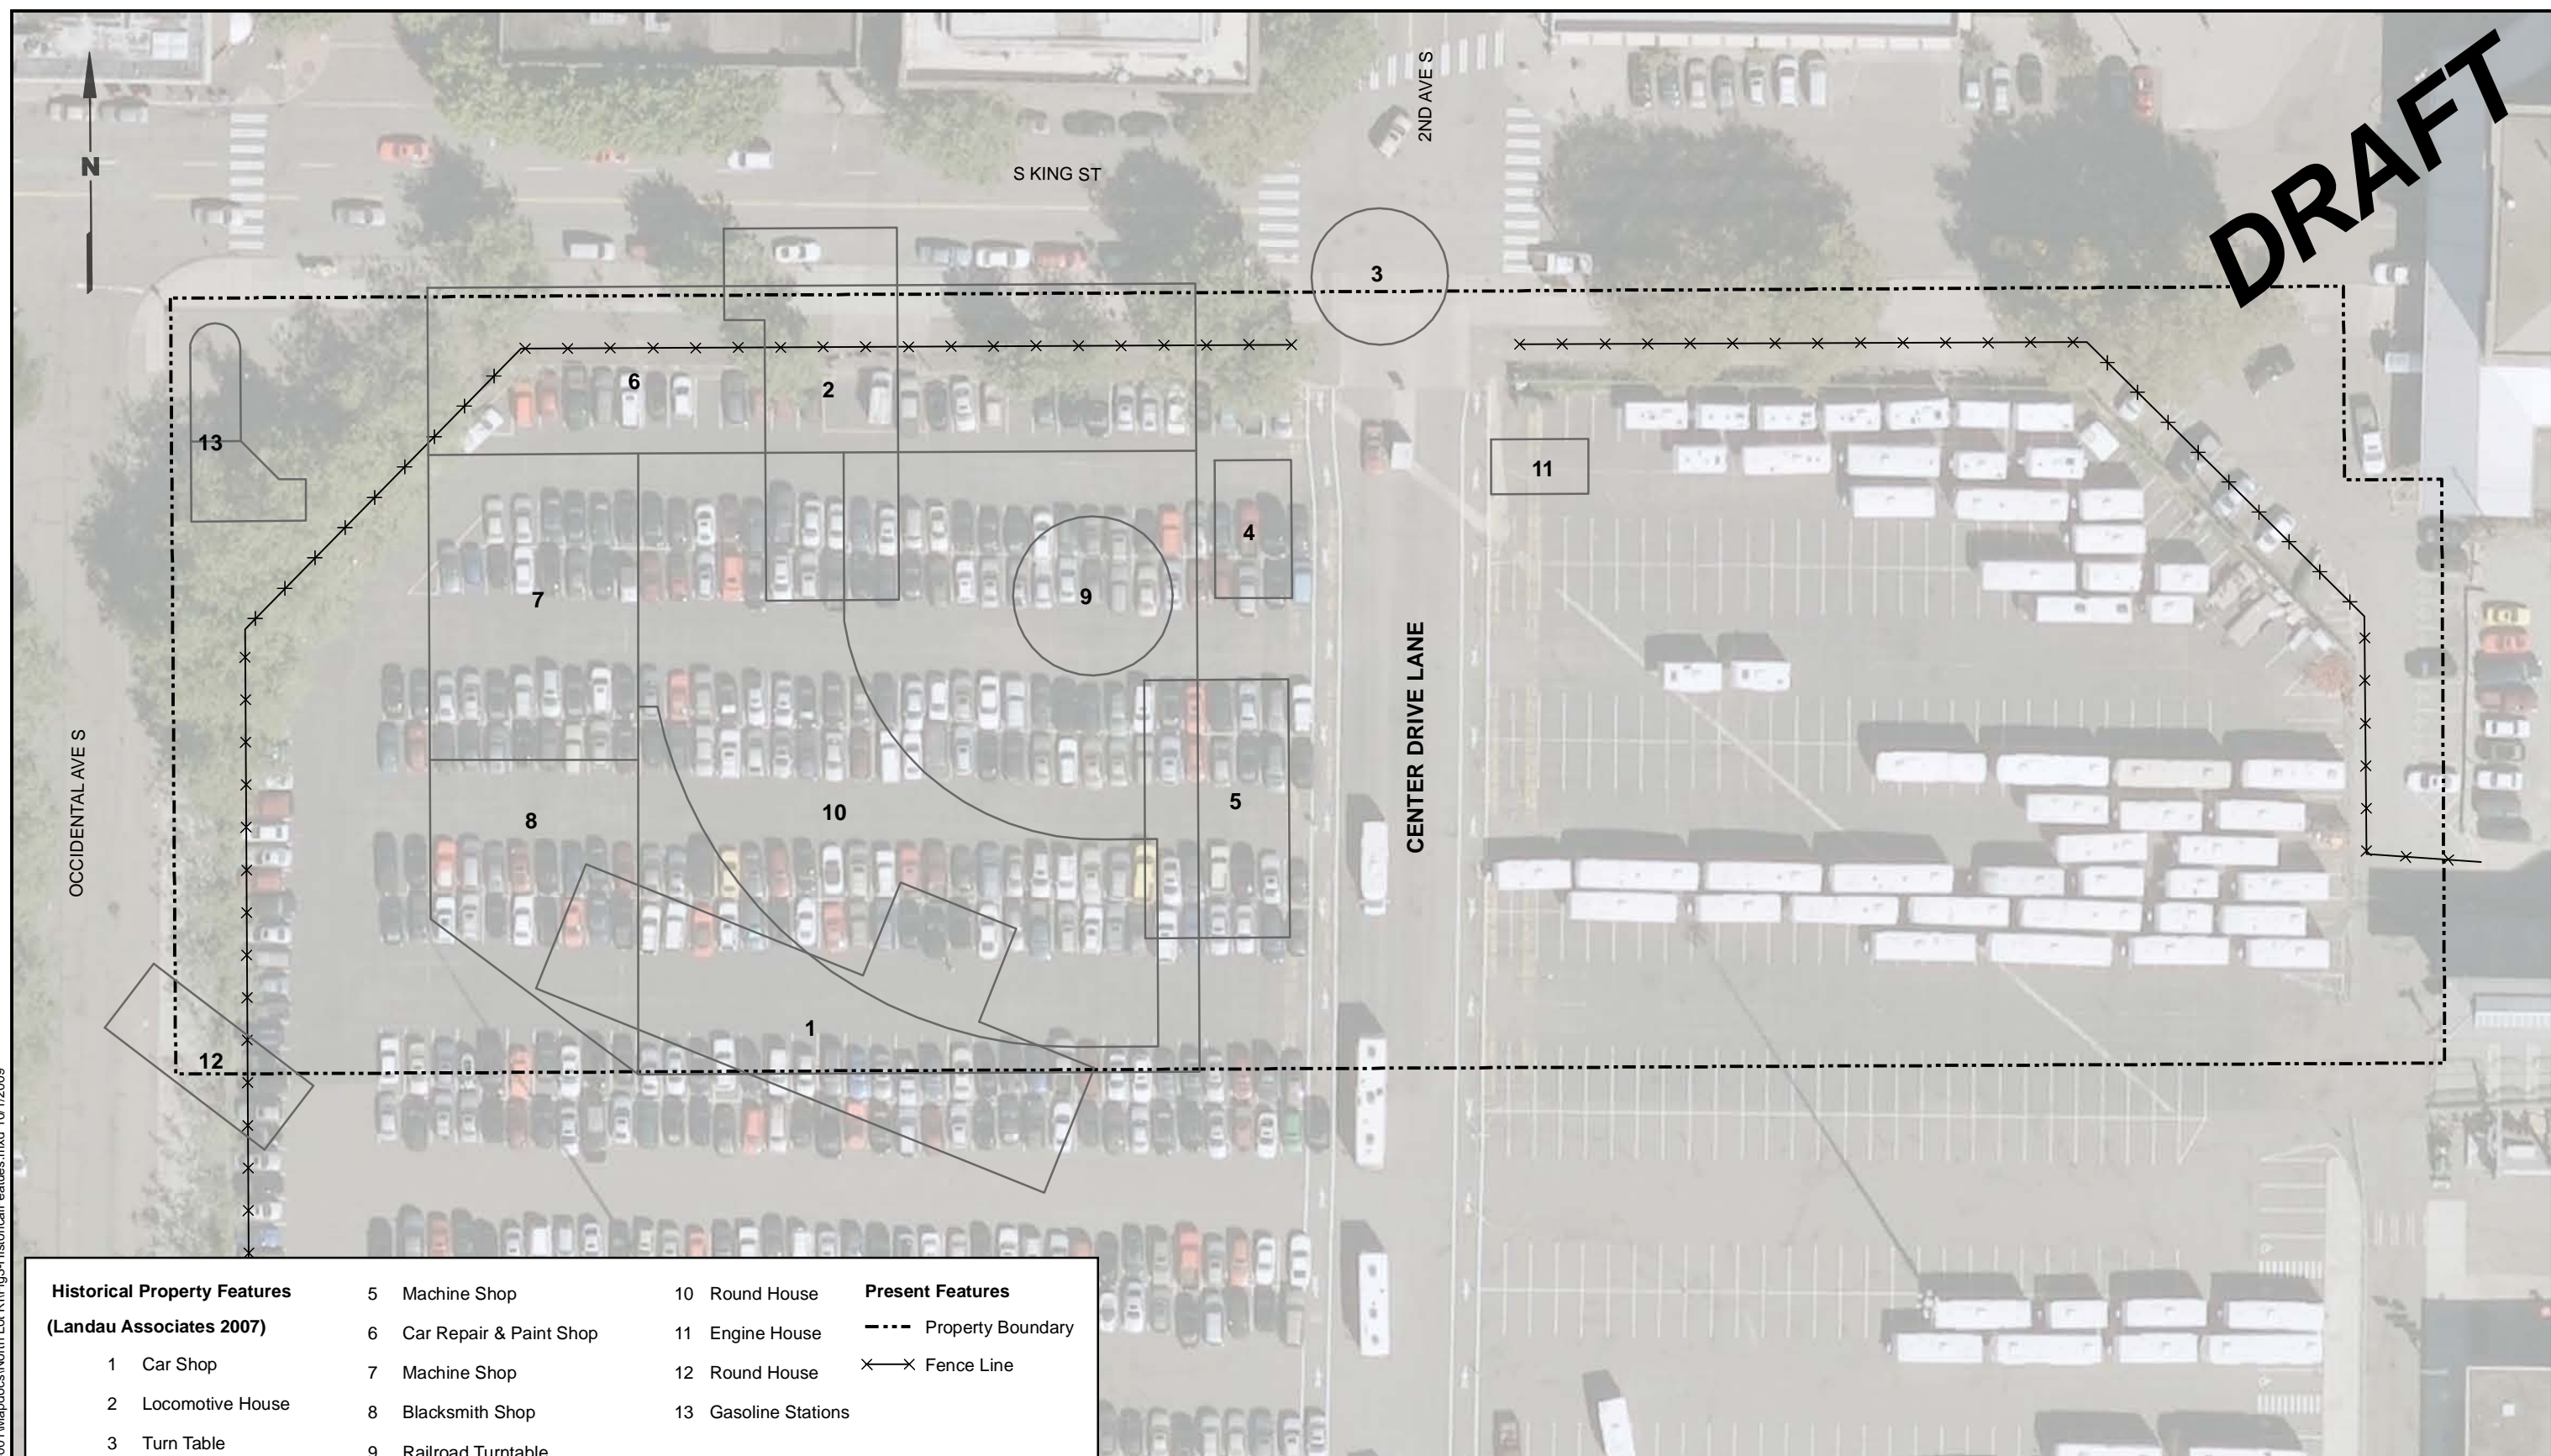 DRAFT
2ND AVE S
N
S KING ST
3
6
2
13
11
4
7
9
CENTER DRIVE LANE
OCCIDENTAL AVE S
5
10
8
1
12
Historical Property Features
(Landau Associates 2007)
1 Car Shop
2 Locomotive House
3 Turn Table
5 Machine Shop
6 Car Repair & Paint Shop
7 Machine Shop
8 Blacksmith Shop
9 Railroad Turntable
10 Round House
11 Engine House
12 Round House
13 Gasoline Stations
Present Features
Property Boundary
Fence Line